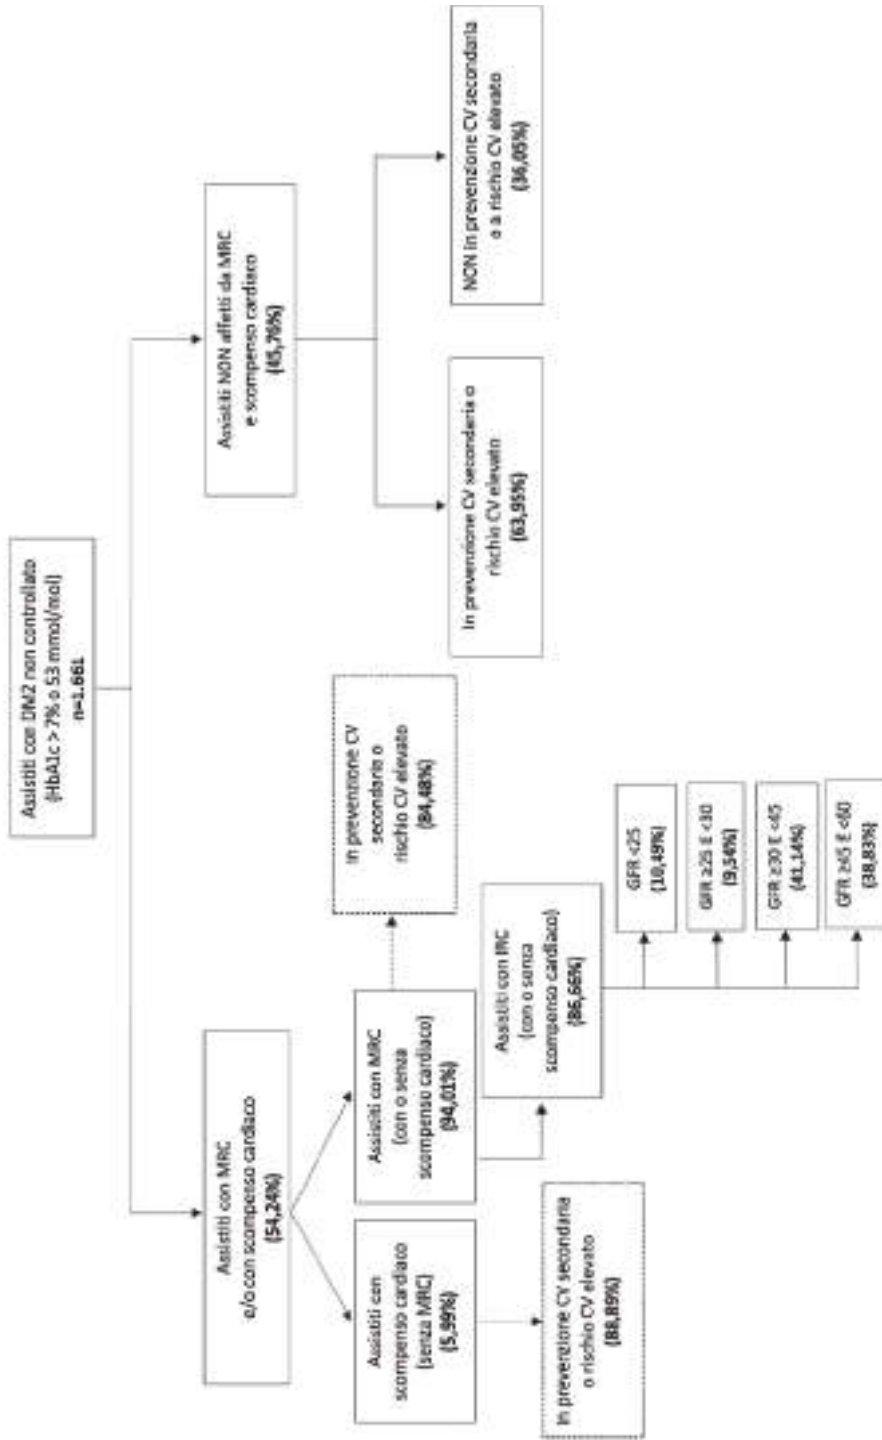 Assistiti con DM2 non controllato
(HbA1c > 7% o 53 mmol/mol)
n=1.661
Assistiti con MRC
e/o con scompenso cardiaco
(54,24%)
Assistiti NON affetti da MRC
e scompenso cardiaco
(45,76%)
Assistiti con
scompenso cardiaco
(senza MRC)
(5,99%)
Assistiti con MRC
(con o senza
scompenso cardiaco)
(94,01%)
In prevenzione CV
secondaria o
rischio CV elevato
(84,48%)
In prevenzione CV secondaria o
rischio CV elevato
(63,95%)
NON in prevenzione CV secondaria
o a rischio CV elevato
(36,05%)
In prevenzione CV secondaria
o rischio CV elevato
(88,89%)
Assistiti con IRC
(con o senza
scompenso cardiaco)
(86,66%)
GFR <25
(10,49%)
GFR ≥25 E <30
(9,54%)
GFR ≥30 E <45
(41,14%)
GFR ≥45 E <60
(38,83%)